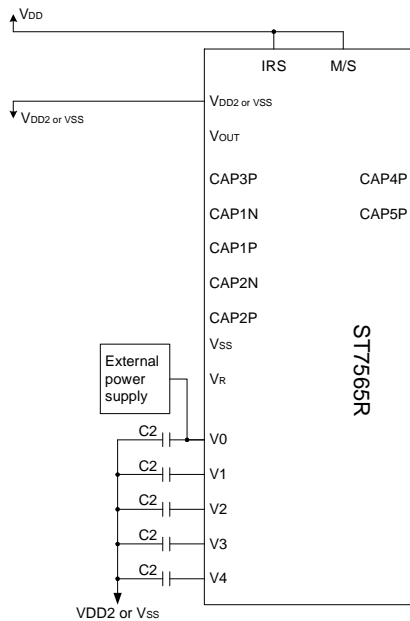 VDD
IRS M/S
VDD2 or VSS
VDD2 or VSS
VOUT
CAP3P CAP4P
CAP1N CAP5P
CAP1P
CAP2N
CAP2P
VSS
ST7565R
External
power
supply
VR
C2 V0
C2 V1
C2 V2
C2 V3
C2 V4
VDD2 or VSS